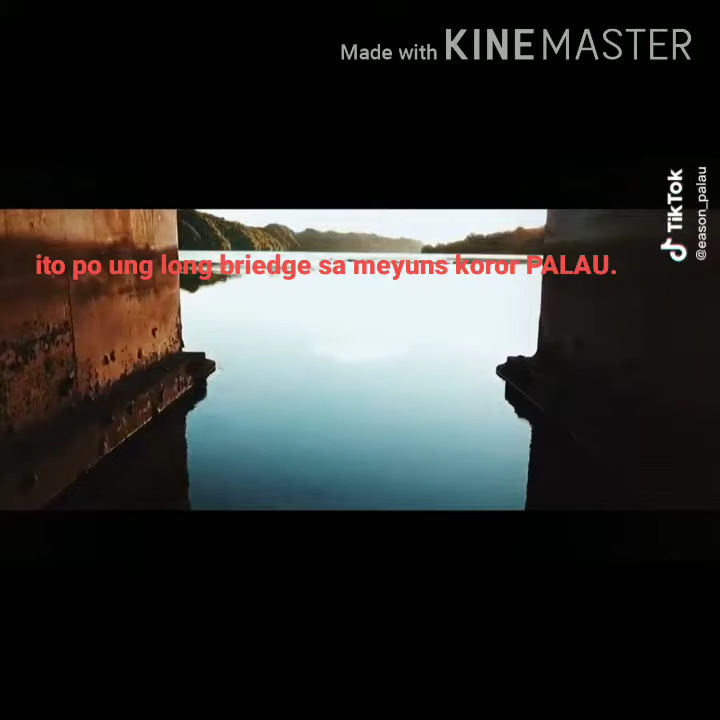 Made with KINEMASTER
TikTok
@eason_palau
ito po ung long briedge sa meyuns koror PALAU.